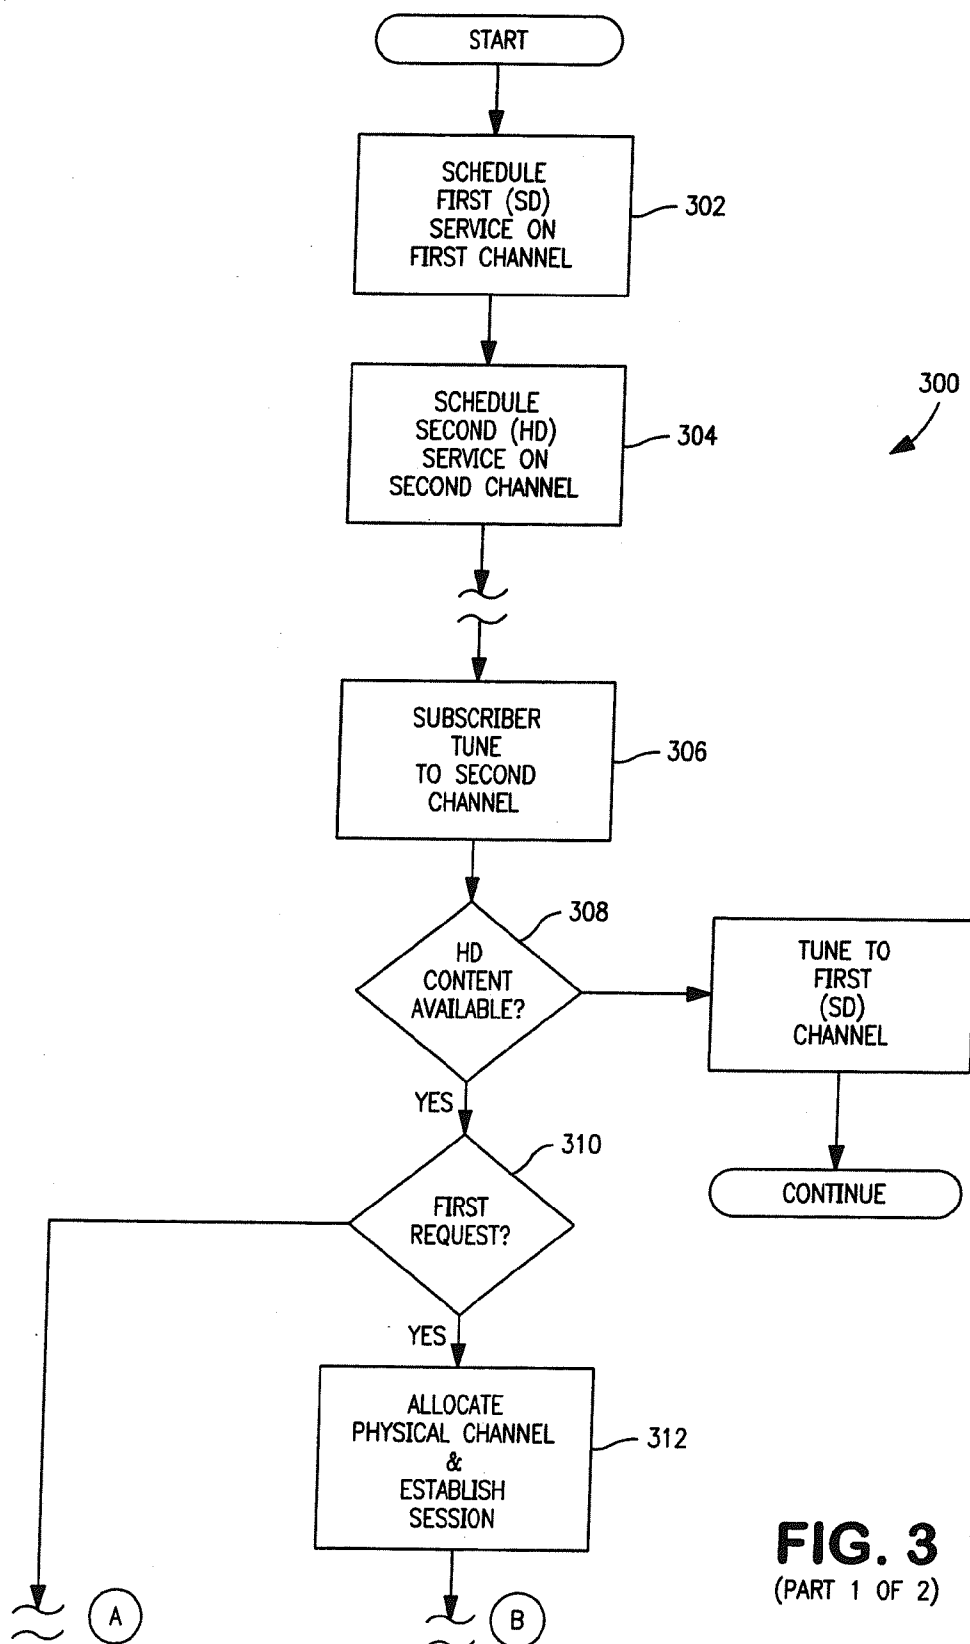 START
SCHEDULE
FIRST (SD)
SERVICE ON
FIRST CHANNEL
302
SCHEDULE
SECOND (HD)
SERVICE ON
SECOND CHANNEL
304
300
SUBSCRIBER
TUNE
TO SECOND
CHANNEL
306
HD
CONTENT
AVAILABLE?
308
TUNE TO
FIRST
(SD)
CHANNEL
YES
CONTINUE
FIRST
REQUEST?
310
YES
ALLOCATE
PHYSICAL CHANNEL
&
ESTABLISH
SESSION
312
FIG. 3
(PART 1 OF 2)
A
B